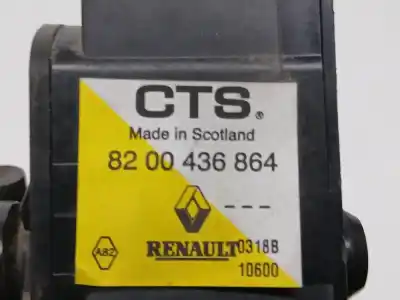 CTS®
Made in Scotland
82 00 436 864
---
A82 RENAULT 0318B
10600